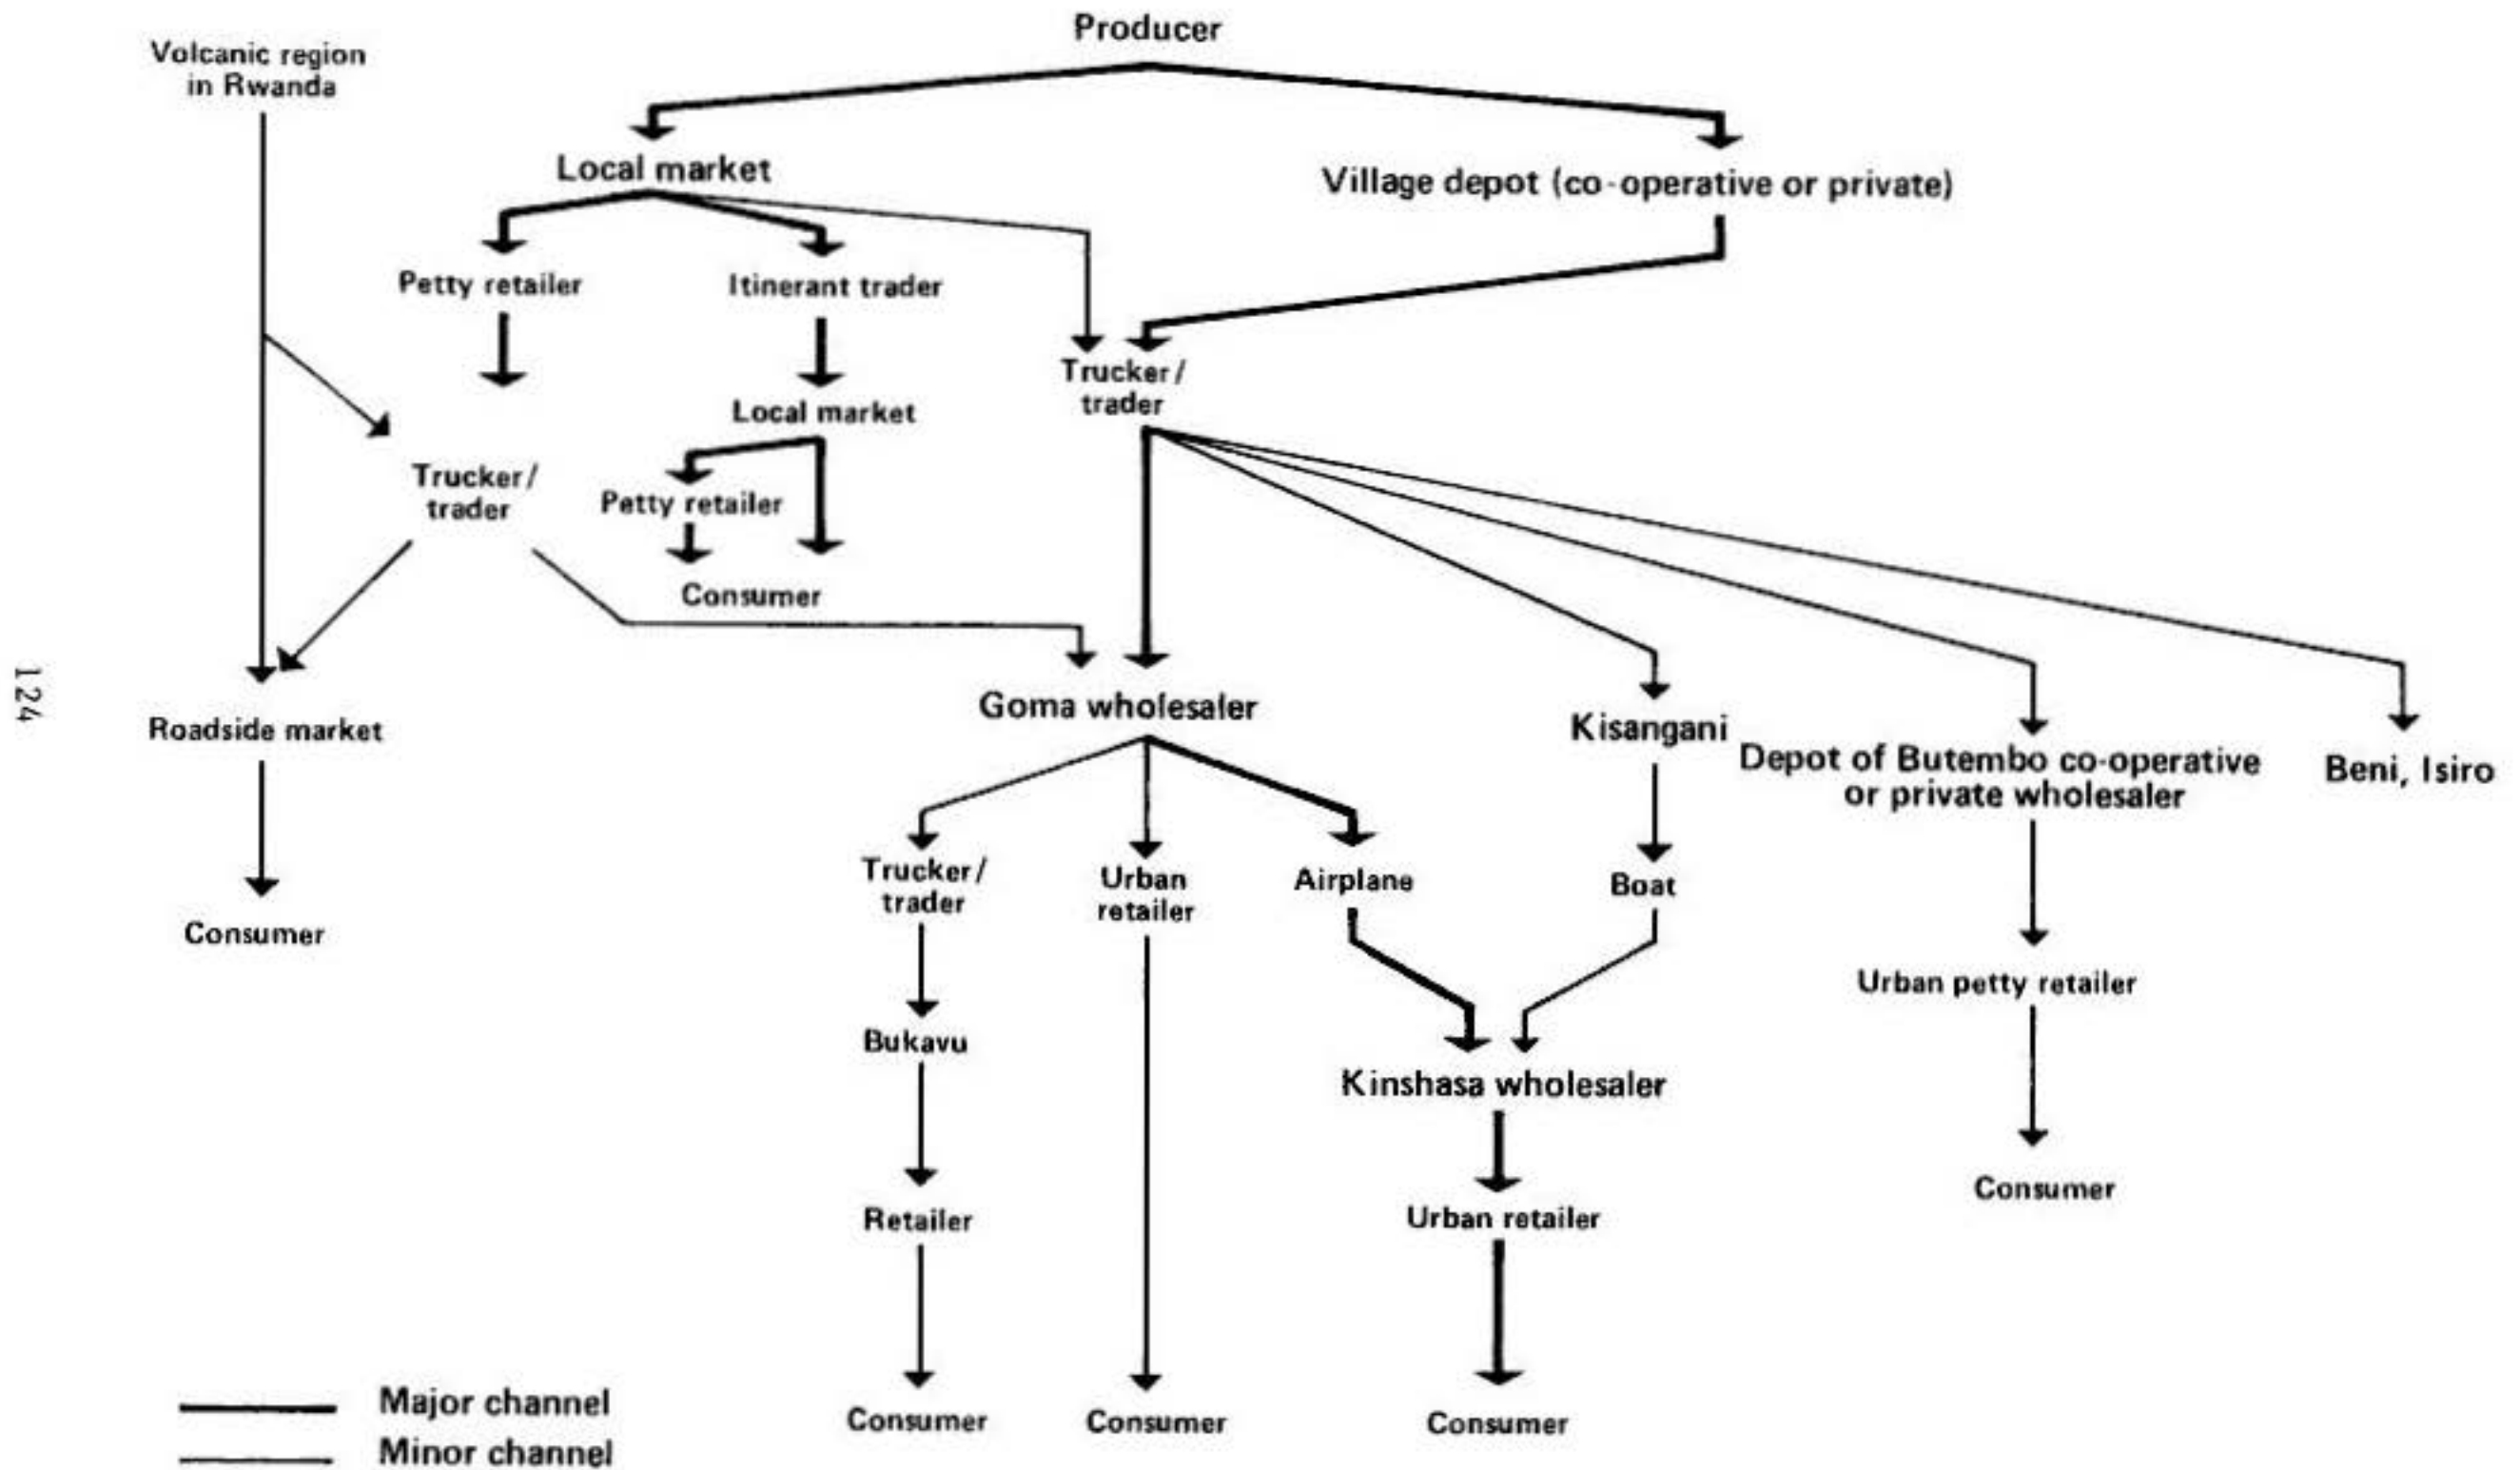 Producer
Volcanic region
in Rwanda
Local market
Village depot (co-operative or private)
Petty retailer
Itinerant trader
Trucker/
trader
Local market
Trucker/
trader
Petty retailer
Consumer
124
Roadside market
Goma wholesaler
Kisangani
Depot of Butembo co-operative
or private wholesaler
Beni, Isiro
Trucker/
trader
Urban
retailer
Airplane
Boat
Consumer
Urban petty retailer
Bukavu
Kinshasa wholesaler
Consumer
Retailer
Urban retailer
Major channel
Consumer
Consumer
Consumer
Minor channel